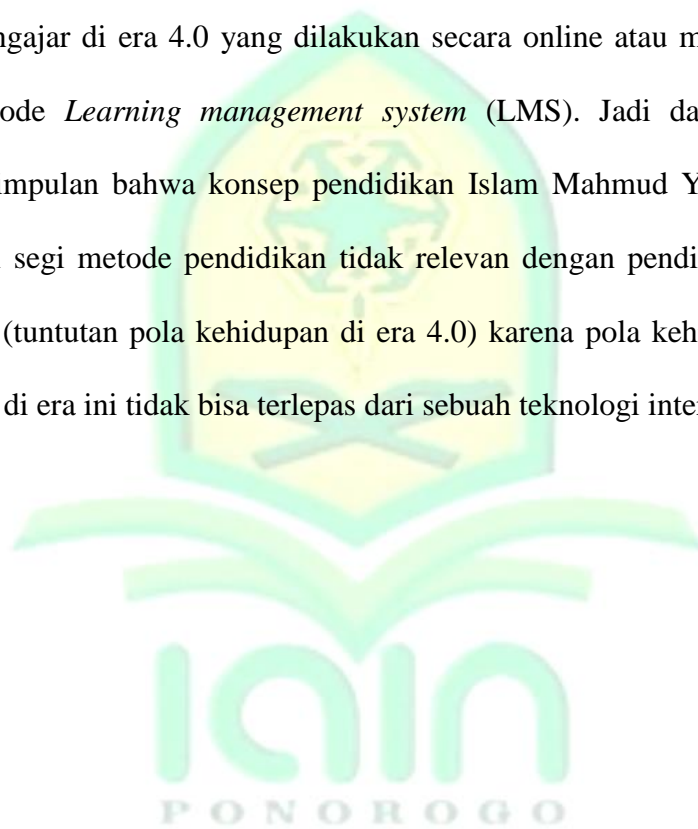 ngajar di era 4.0 yang dilakukan secara online atau m
ode Learning management system (LMS). Jadi da
impulan bahwa konsep pendidikan Islam Mahmud Y
segi metode pendidikan tidak relevan dengan pendi
(tuntutan pola kehidupan di era 4.0) karena pola keh
di era ini tidak bisa terlepas dari sebuah teknologi inte
IAIN
PONOROGO